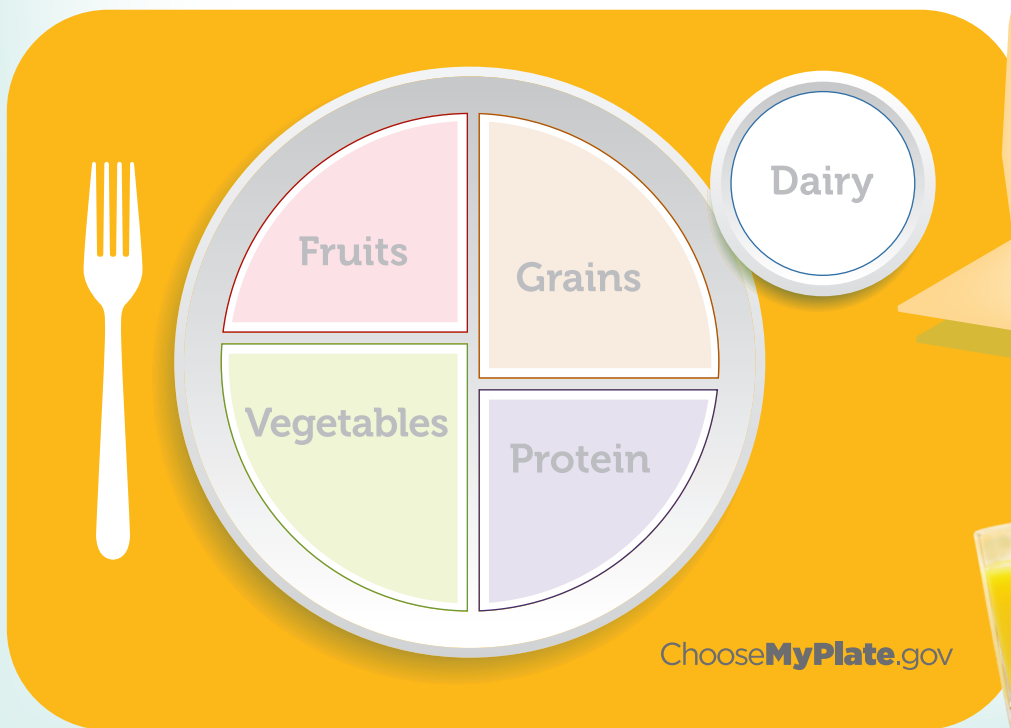 Dairy
Fruits
Grains
Vegetables
Protein
ChooseMyPlate.gov